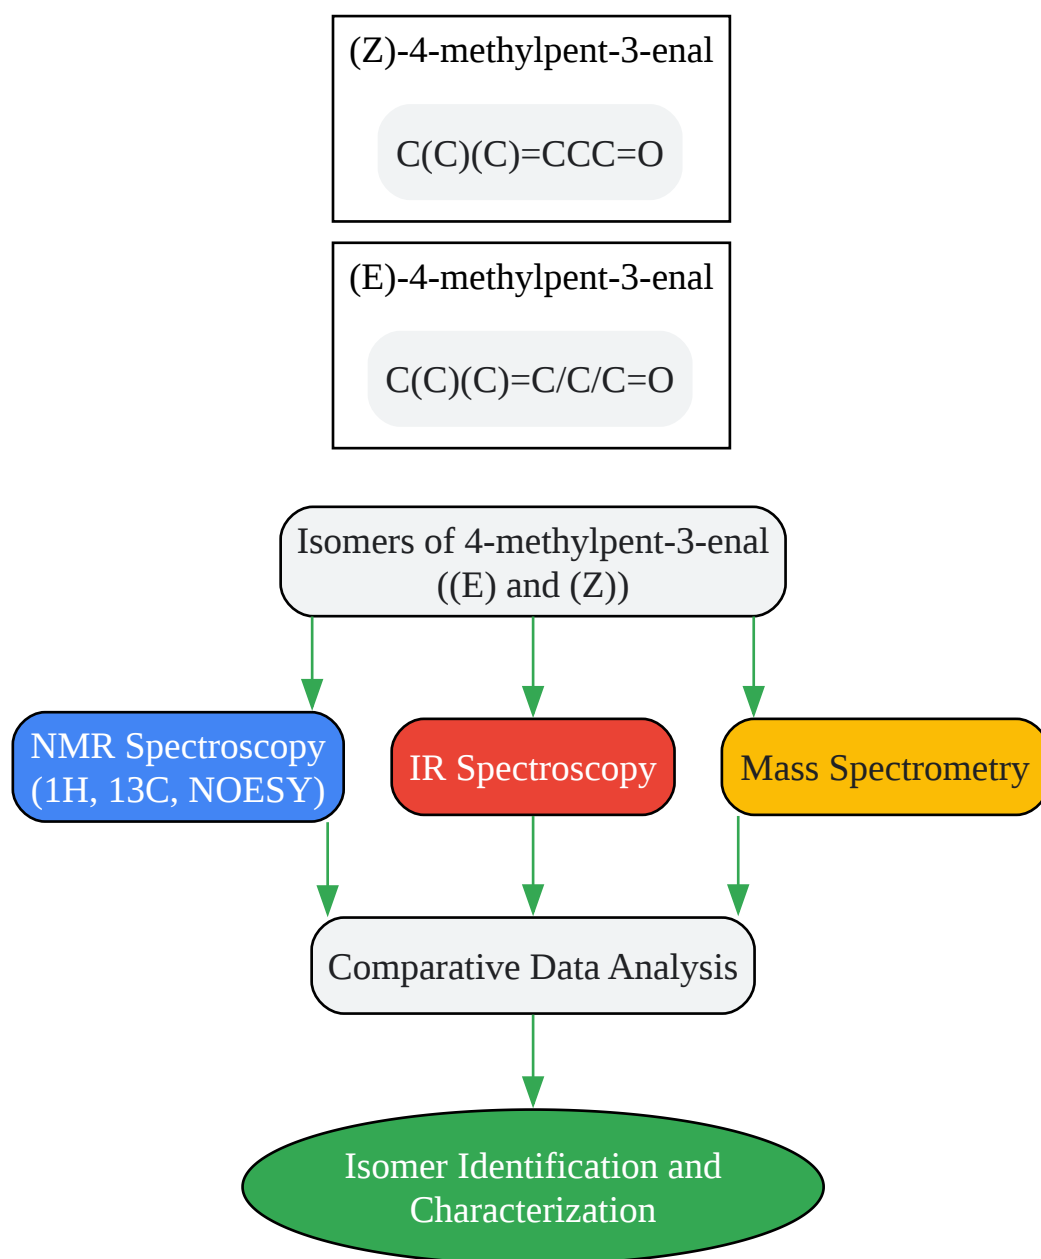 (Z)-4-methylpent-3-enal
C(C)(C)=CCC=O
(E)-4-methylpent-3-enal
C(C)(C)=C/C/C=O
Isomers of 4-methylpent-3-enal
((E) and (Z))
NMR Spectroscopy
(1H, 13C, NOESY)
IR Spectroscopy
Mass Spectrometry
Comparative Data Analysis
Isomer Identification and
Characterization